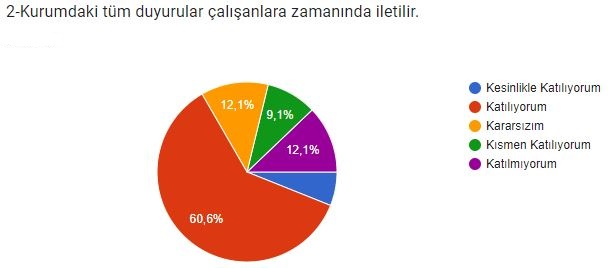 2-Kurumdaki tüm duyurular çalışanlara zamanında iletilir.
Kesinlikle Katılıyorum
Katılıyorum
Kararsızım
Kısmen Katılıyorum
Katılmıyorum
12,1%
9,1%
12,1%
60,6%